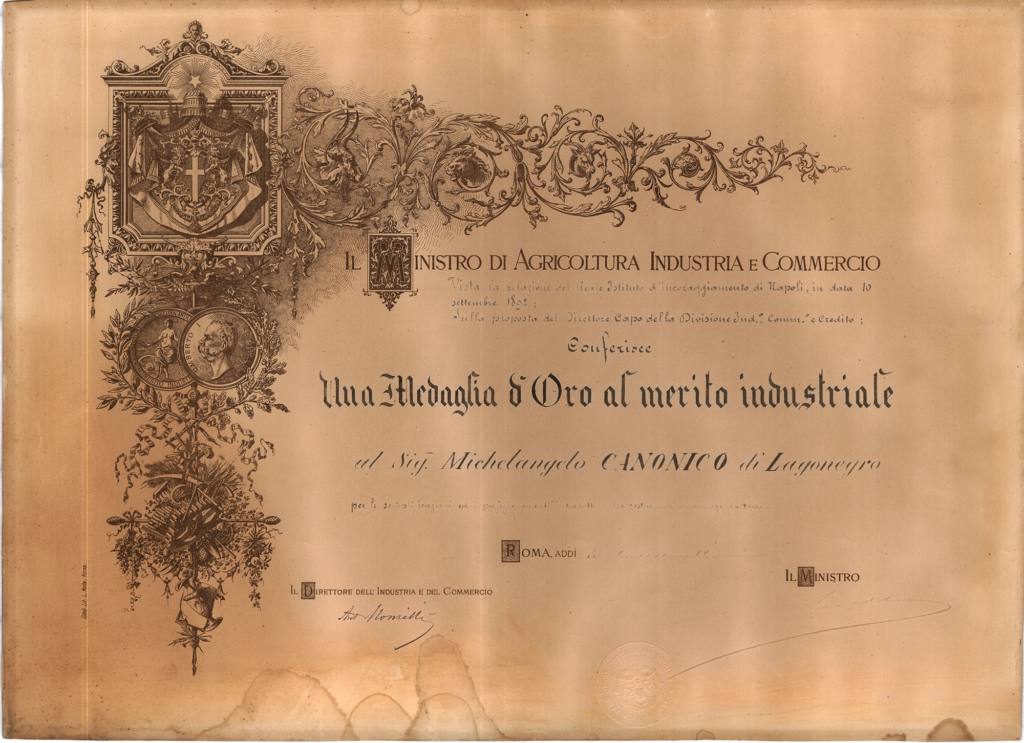 IL MINISTRO DI AGRICOLTURA INDUSTRIA E COMMERCIO
Vista la relazione del Reale Istituto d'incoraggiamento di Napoli, in data 10
settembre 1892;
Sulla proposta del Direttore Capo della Divisione Ind.ª Comm.º e Credito;
Conferisce
Una Medaglia d'Oro al merito industriale
al Sig.r Michelangelo CANONICO di Lagonegro
per le
ROMA, ADDÌ
IL MINISTRO
IL DIRETTORE DELL'INDUSTRIA E DEL COMMERCIO